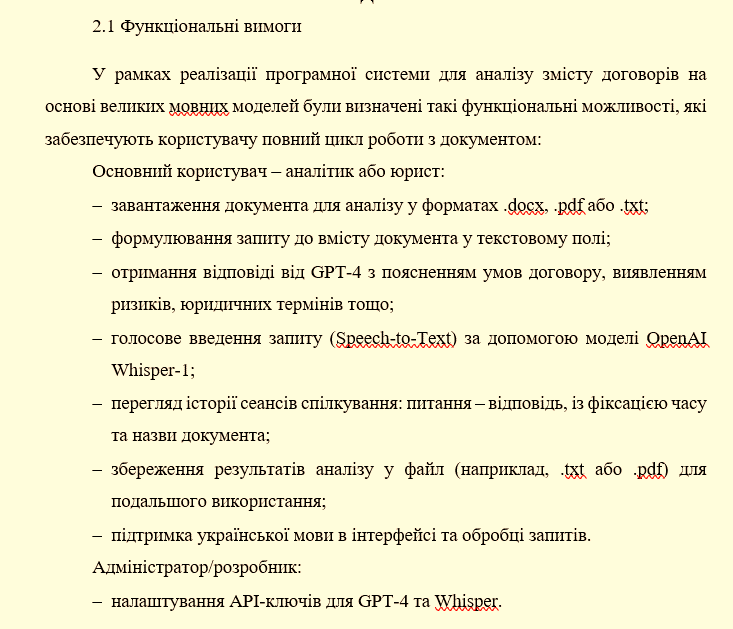 2.1 Функціональні вимоги
У рамках реалізації програмної системи для аналізу змісту договорів на
основі великих мовних моделей були визначені такі функціональні можливості, які
забезпечують користувачу повний цикл роботи з документом:
Основний користувач – аналітик або юрист:
– завантаження документа для аналізу у форматах .docx, .pdf або .txt;
– формулювання запиту до вмісту документа у текстовому полі;
– отримання відповіді від GPT-4 з поясненням умов договору, виявленням
ризиків, юридичних термінів тощо;
– голосове введення запиту (Speech-to-Text) за допомогою моделі OpenAI
Whisper-1;
– перегляд історії сеансів спілкування: питання – відповідь, із фіксацією часу
та назви документа;
– збереження результатів аналізу у файл (наприклад, .txt або .pdf) для
подальшого використання;
– підтримка української мови в інтерфейсі та обробці запитів.
Адміністратор/розробник:
– налаштування API-ключів для GPT-4 та Whisper.